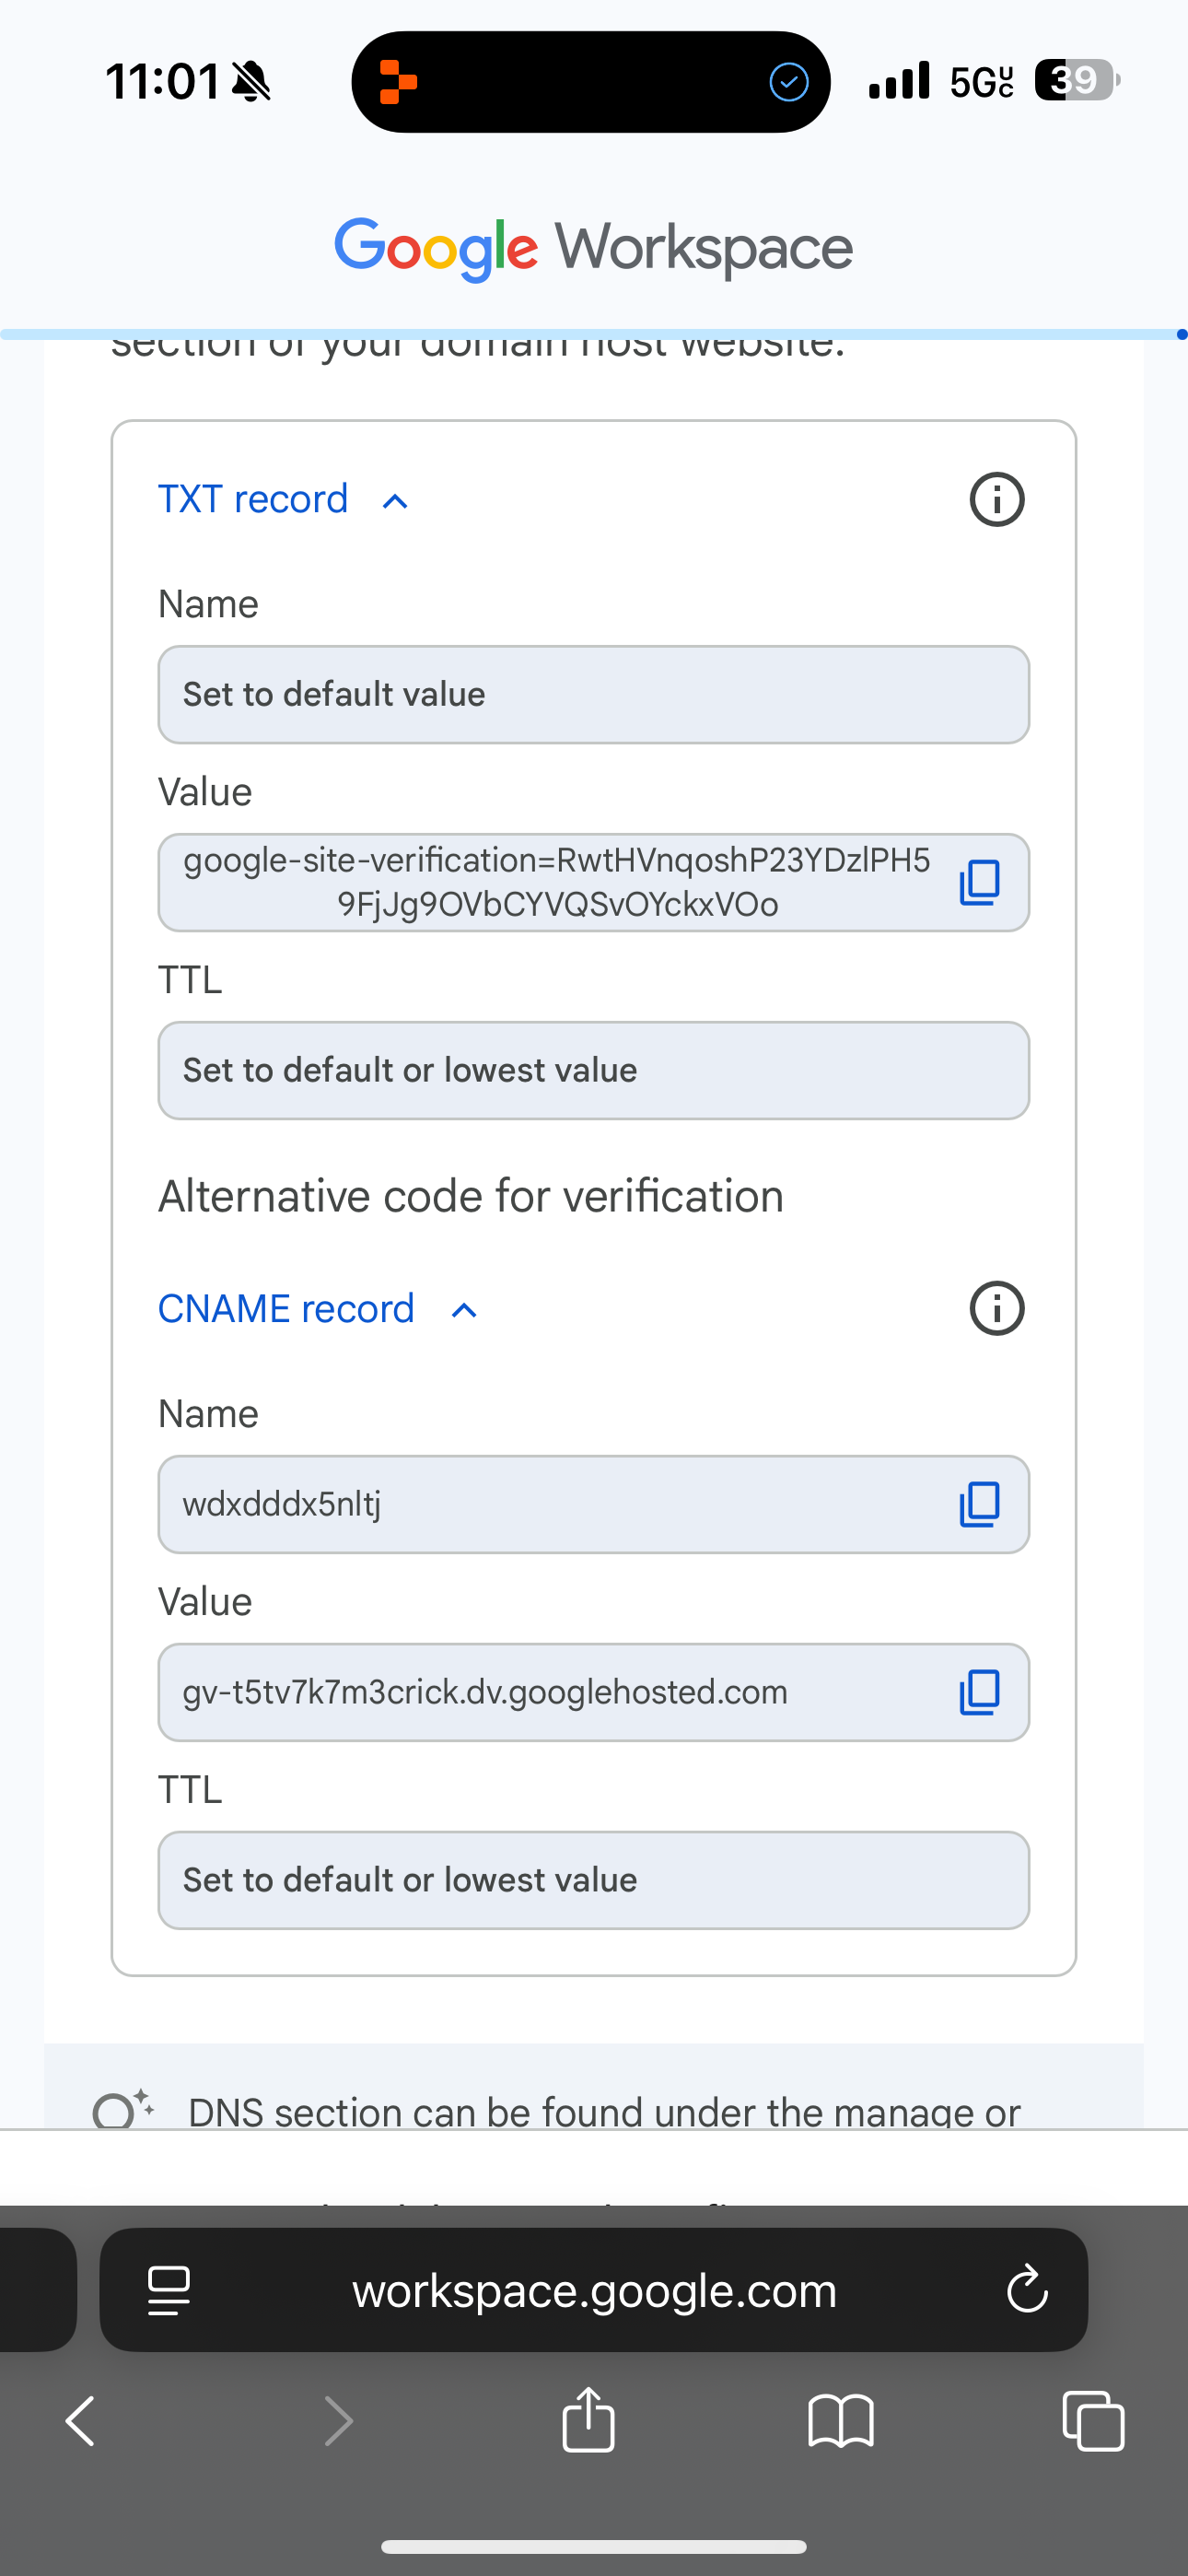 11:01
5G UC
39
Google Workspace
section of your domain host website.
TXT record
Name
Set to default value
Value
google-site-verification=RwtHVnqoshP23YDzlPH5
9FjJg9OVbCYVQSvOYckxVOo
TTL
Set to default or lowest value
Alternative code for verification
CNAME record
Name
wdxdddx5nltj
Value
gv-t5tv7k7m3crick.dv.googlehosted.com
TTL
Set to default or lowest value
DNS section can be found under the manage or
workspace.google.com